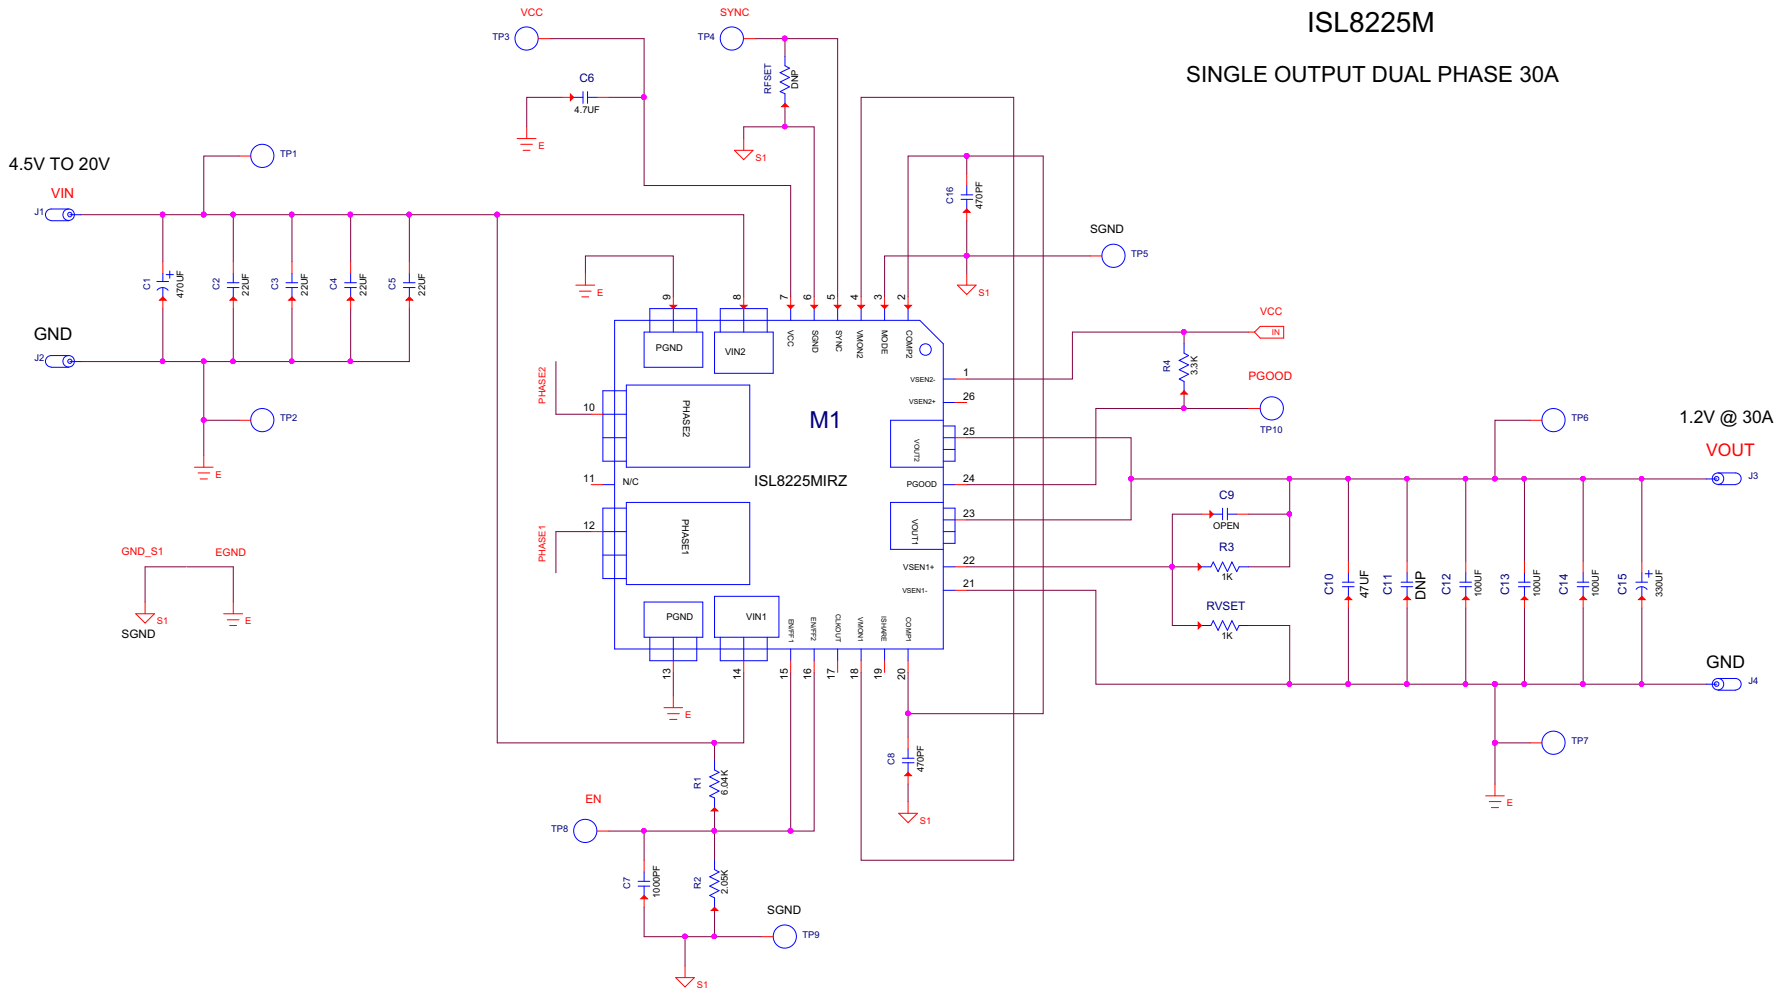 ISL8225M
SINGLE OUTPUT DUAL PHASE 30A
VCC
TP3
SYNC
TP4
RFSET
DNP
C6
4.7UF
E
S1
4.5V TO 20V
VIN
J1
TP1
C1
+
470UF
C2
22UF
C3
22UF
C4
22UF
C5
22UF
GND
J2
TP2
E
C16
470PF
SGND
TP5
S1
E
9
8
7
6
5
4
3
2
PGND
VIN2
VCC
SGND
SYNC
VMON2
MODE
COMP2
VCC
IN
R4
3.3K
PGOOD
TP10
PHASE2
10
PHASE2
M1
ISL8225MIRZ
11
N/C
PHASE1
12
PHASE1
VSEN2-
1
VSEN2+
26
VOUT2
25
PGOOD
24
VOUT1
23
VSEN1+
22
VSEN1-
21
PGND
VIN1
EN/FF1
EN/FF2
CLKOUT
VMON1
ISHARE
COMP1
13
14
15
16
17
18
19
20
E
C9
OPEN
R3
1K
RVSET
1K
TP6
1.2V @ 30A
VOUT
J3
C10
47UF
C11
DNP
C12
100UF
C13
100UF
C14
100UF
C15
+
330UF
GND
J4
TP7
E
GND_S1
EGND
S1
SGND
E
R1
6.04K
C8
470PF
S1
EN
TP8
C7
1000PF
R2
2.05K
SGND
TP9
S1